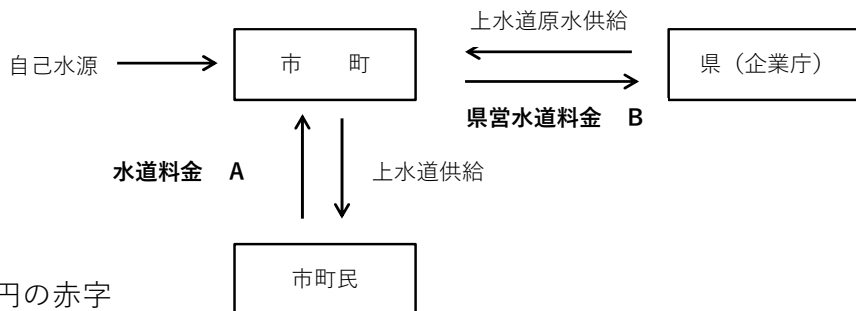 上水道原水供給
自己水源
市　　町
県（企業庁）
県営水道料金　B
水道料金　A
上水道供給
市町民
円の赤字